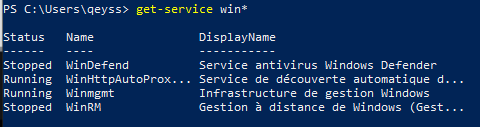 PS C:\Users\qeyss> get-service win*
Status Name DisplayName
------ ---- -----------
Stopped WinDefend Service antivirus Windows Defender
Running WinHttpAutoProx... Service de découverte automatique d...
Running Winmgmt Infrastructure de gestion Windows
Stopped WinRM Gestion à distance de Windows (Gest...